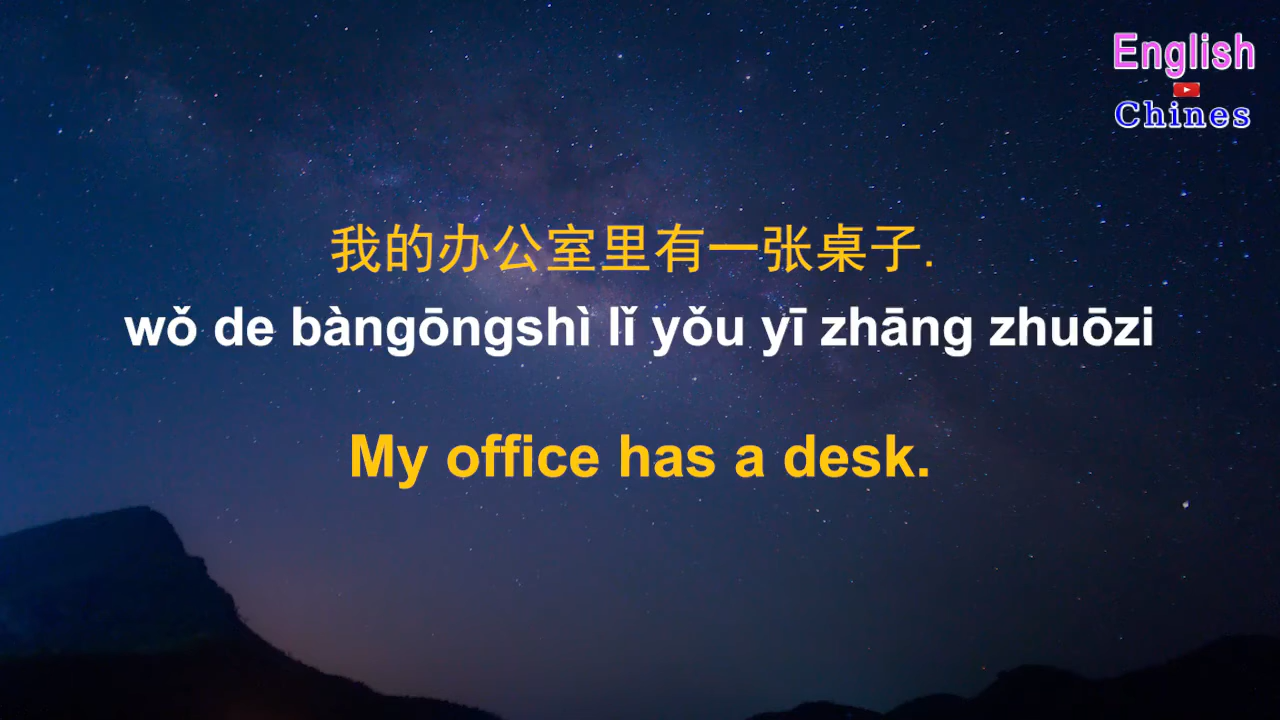 English
Chines
我的办公室里有一张桌子.
wǒ de bàngōngshì lǐ yǒu yī zhāng zhuōzi
My office has a desk.